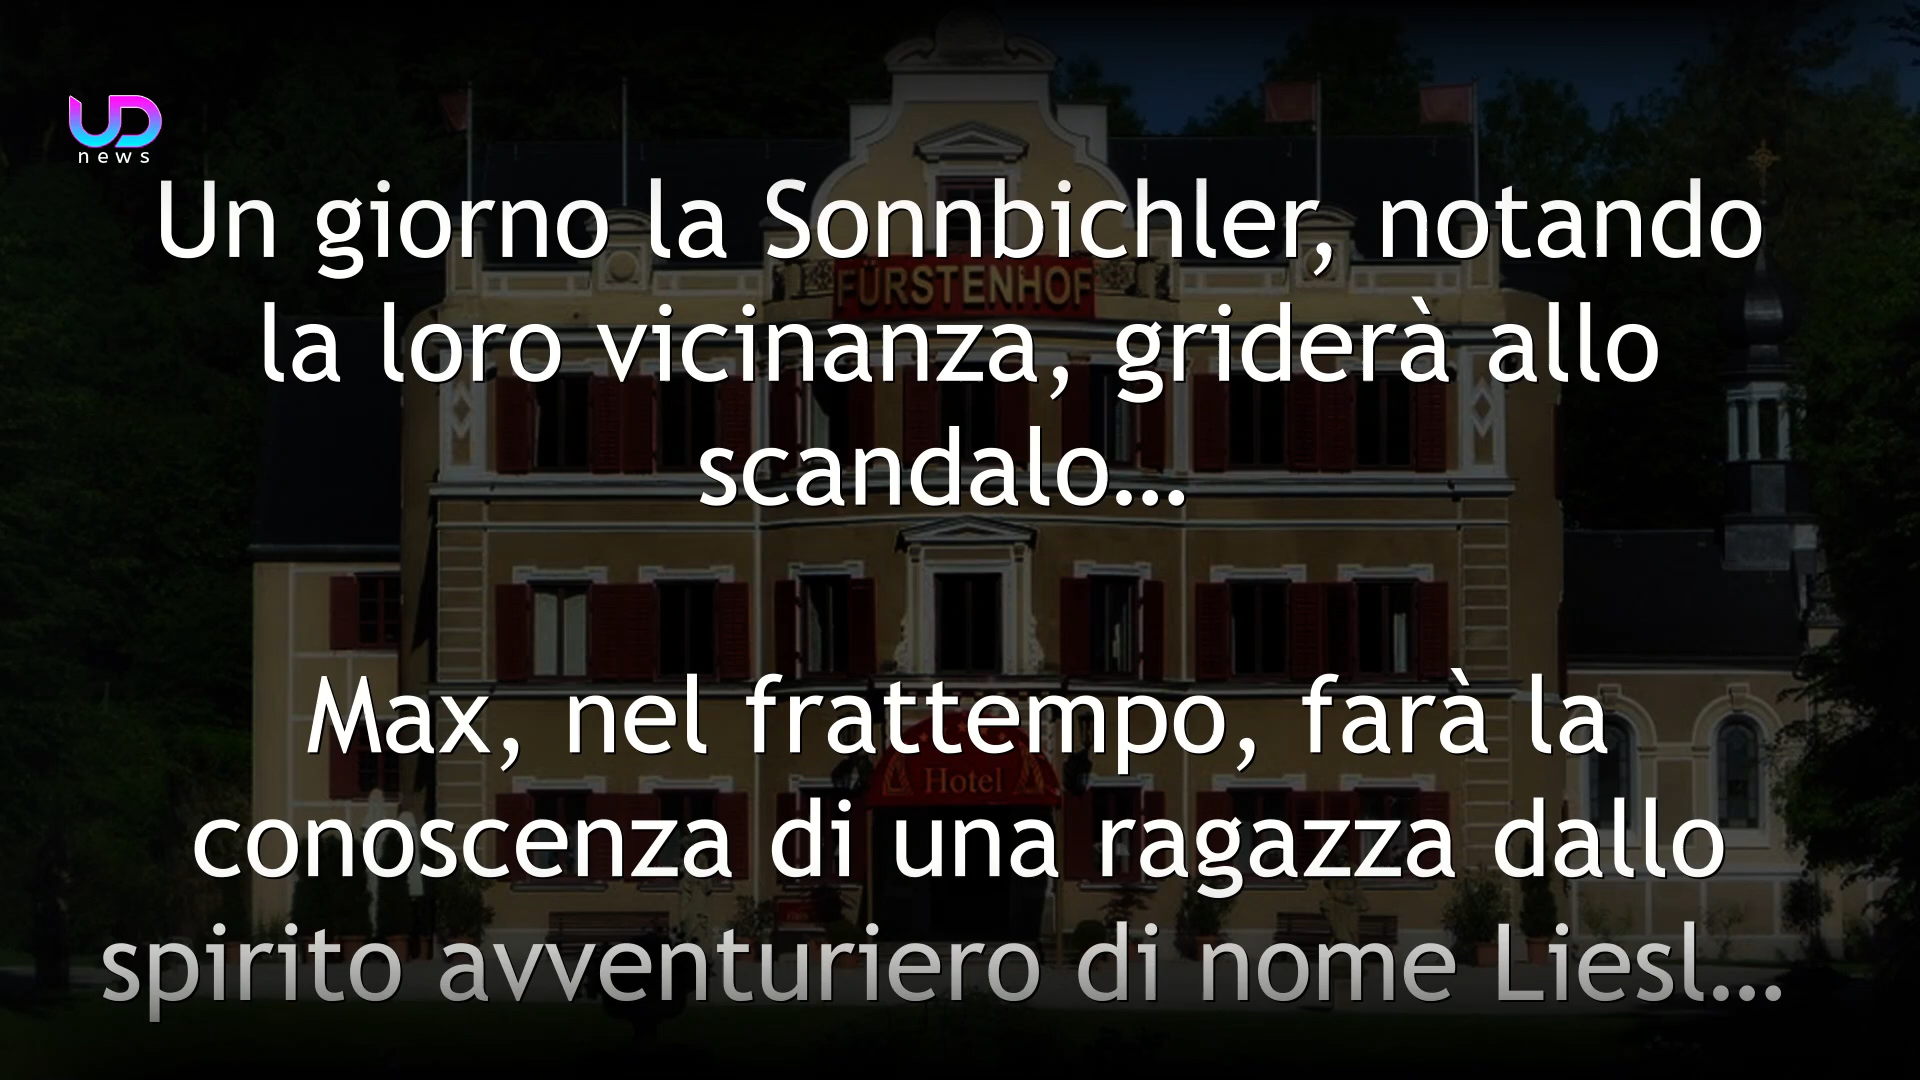 UD
news
Un giorno la Sonnbichler, notando
la loro vicinanza, griderà allo
scandalo...
FÜRSTENHOF
Max, nel frattempo, farà la
Hotel
conoscenza di una ragazza dallo
spirito avventuriero di nome Liesl...